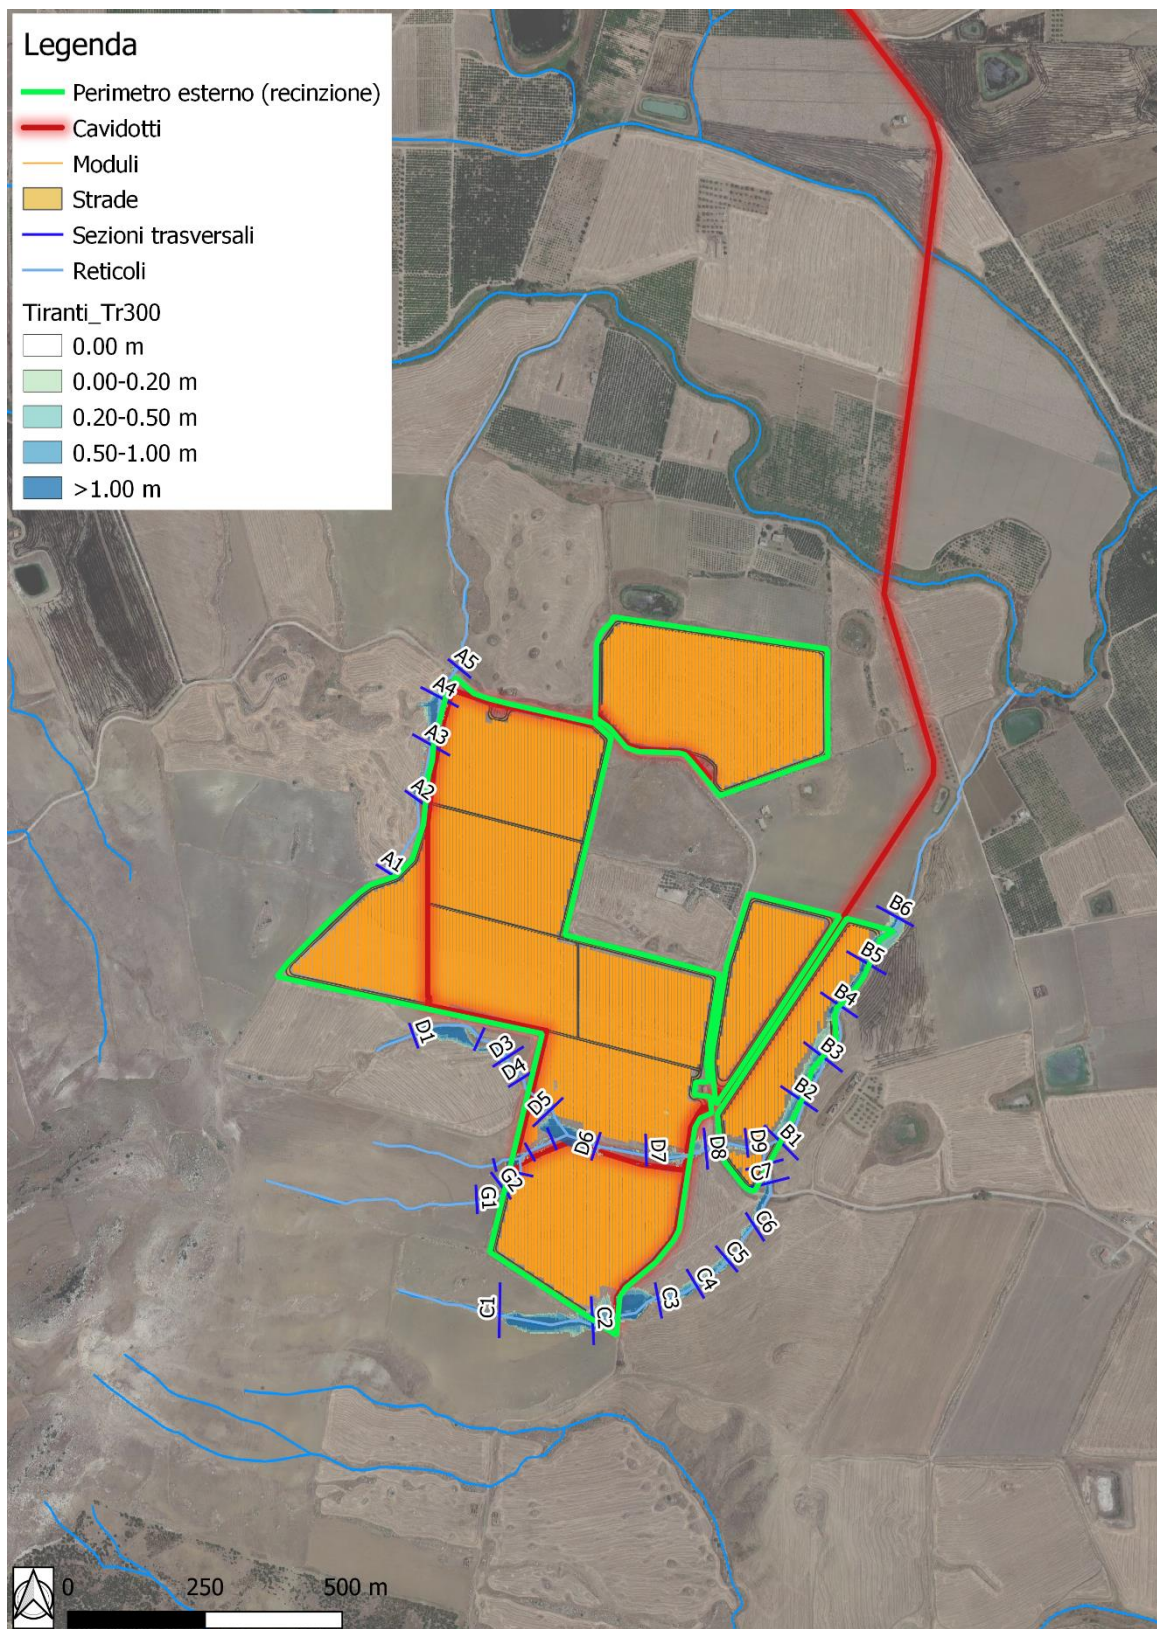 Legenda
Perimetro esterno (recinzione)
Cavidotti
Moduli
Strade
Sezioni trasversali
Reticoli
Tiranti_Tr300
0.00 m
0.00-0.20 m
0.20-0.50 m
0.50-1.00 m
>1.00 m
A5
A4
A3
A2
A1
B6
B5
B4
B3
B2
B1
D1
D3
D4
D5
D6
D7
D8
D9
C7
G2
G1
C6
C5
C4
C3
C2
C1
0 250 500 m